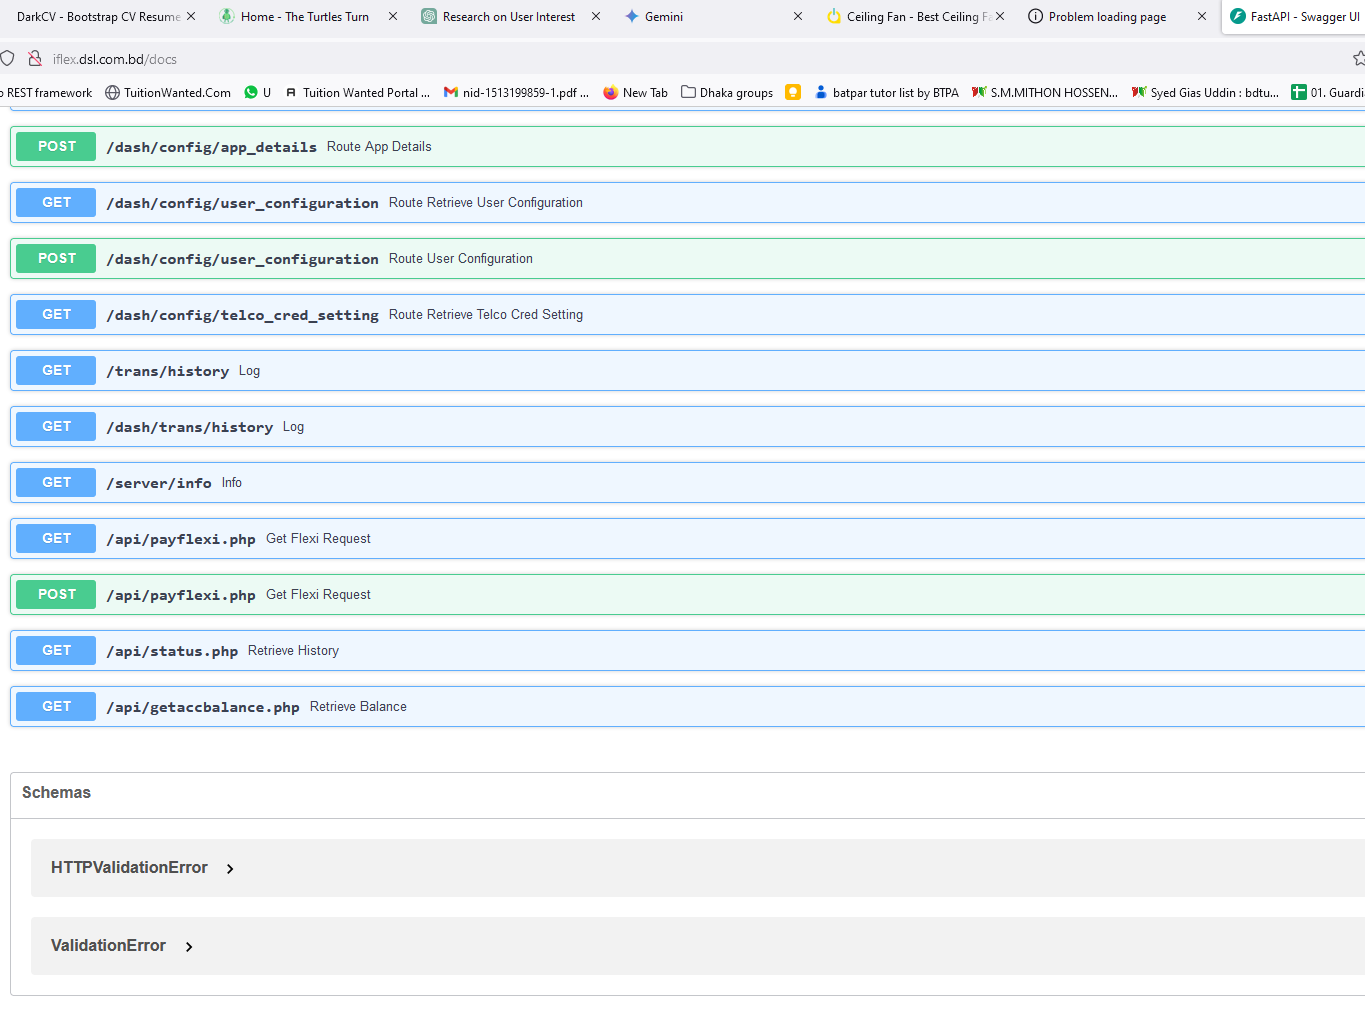 DarkCV - Bootstrap CV Resume
Home - The Turtles Turn
Research on User Interest
Gemini
Ceiling Fan - Best Ceiling Fa
Problem loading page
FastAPI - Swagger UI
iflex.dsl.com.bd/docs
REST framework
TuitionWanted.Com
U
Tuition Wanted Portal ...
nid-1513199859-1.pdf ...
New Tab
Dhaka groups
batpar tutor list by BTPA
S.M.MITHON HOSSEN...
Syed Gias Uddin : bdtu...
01. Guardi
POST /dash/config/app_details Route App Details
GET /dash/config/user_configuration Route Retrieve User Configuration
POST /dash/config/user_configuration Route User Configuration
GET /dash/config/telco_cred_setting Route Retrieve Telco Cred Setting
GET /trans/history Log
GET /dash/trans/history Log
GET /server/info Info
GET /api/payflexi.php Get Flexi Request
POST /api/payflexi.php Get Flexi Request
GET /api/status.php Retrieve History
GET /api/getaccbalance.php Retrieve Balance
Schemas
HTTPValidationError
ValidationError